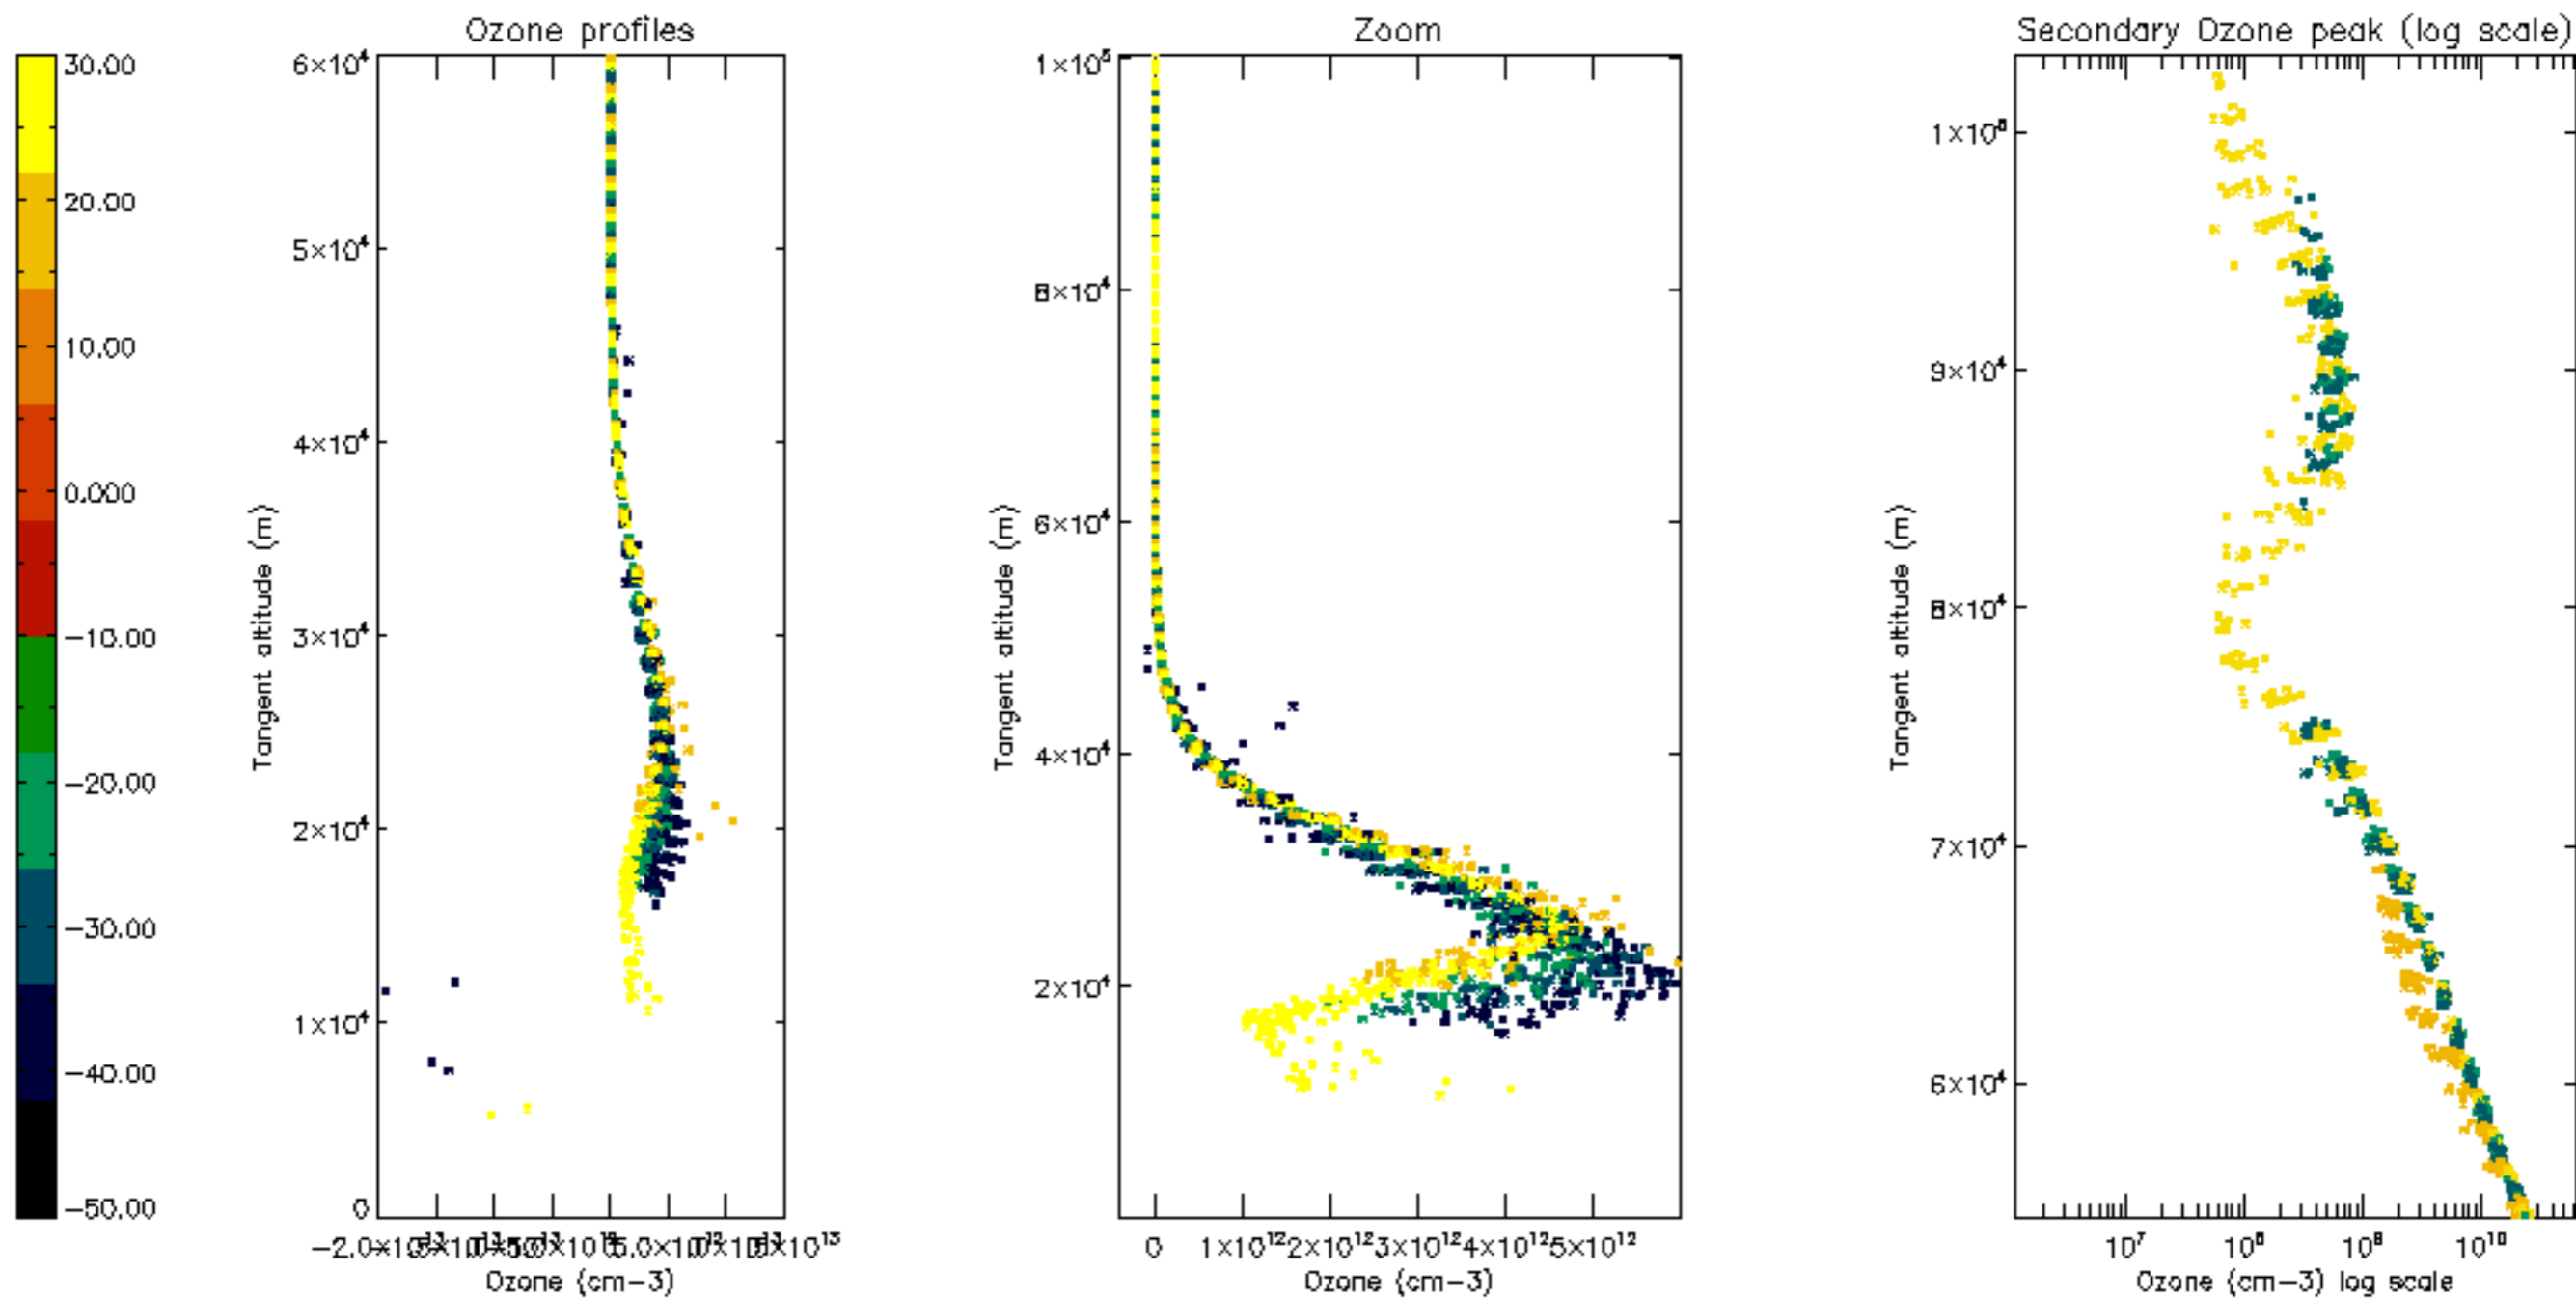 Ozone profiles
Zoom
Secondary Ozone peak (log scale)
30.00
20.00
10.00
0.000
−10.00
−20.00
−30.00
−40.00
−50.00
6×10⁴
5×10⁴
4×10⁴
3×10⁴
2×10⁴
1×10⁴
0
Tangent altitude (m)
Ozone (cm−3)
1×10⁵
8×10⁴
6×10⁴
4×10⁴
2×10⁴
Tangent altitude (m)
0 1×10¹² 2×10¹² 3×10¹² 4×10¹² 5×10¹²
Ozone (cm−3)
9×10⁴
8×10⁴
7×10⁴
6×10⁴
Tangent altitude (m)
10⁷ 10⁸ 10⁹ 10¹⁰
Ozone (cm−3) log scale